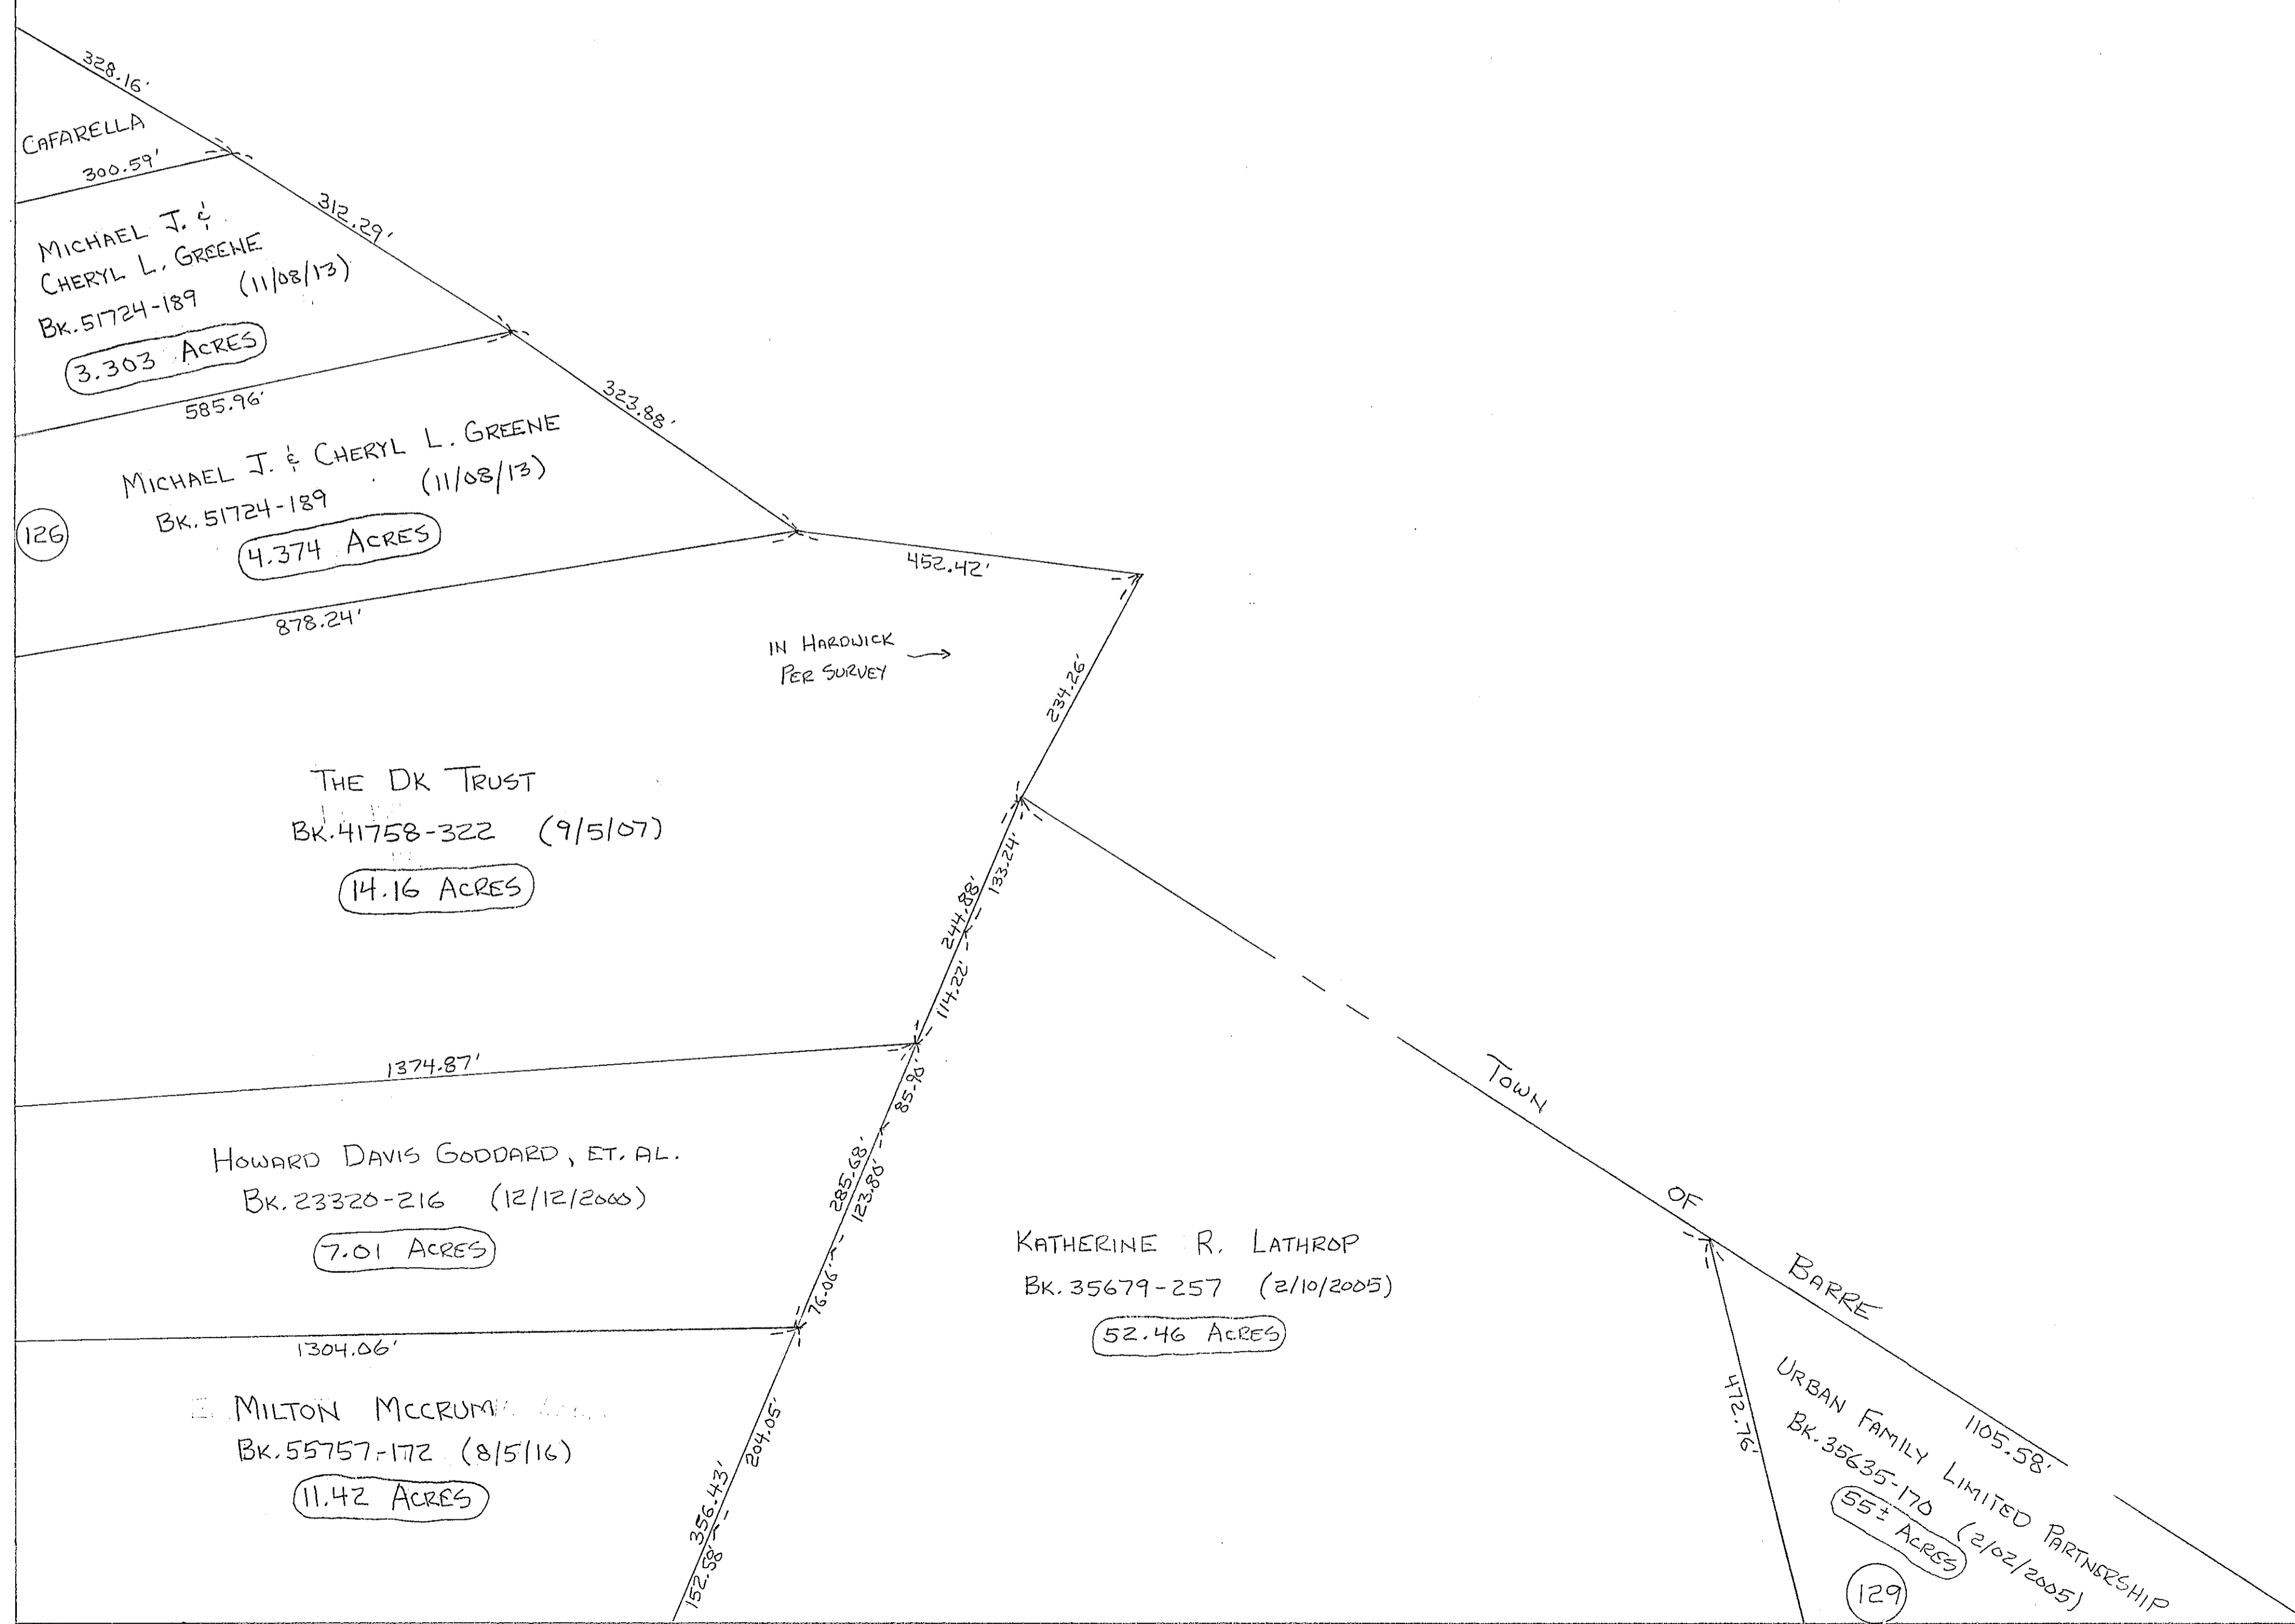 328.16'
CAFARELLA
300.59'
312.29'
MICHAEL J. &
CHERYL L. GREENE
BK. 51724-189 (11/08/13)
3.303 ACRES
585.96'
323.88'
MICHAEL J. & CHERYL L. GREENE
BK. 51724-189 (11/08/13)
126
4.374 ACRES
452.42'
878.24'
IN HARDWICK
PER SURVEY
234.26'
THE DK TRUST
BK. 41758-322 (9/5/07)
14.16 ACRES
133.24'
244.88'
114.22'
1374.87'
85.90'
HOWARD DAVIS GODDARD, ET. AL.
BK. 23320-216 (12/12/2000)
7.01 ACRES
285.68'
123.80'
76.06'
1304.06'
MILTON MCCRUM
BK. 55757-172 (8/5/16)
11.42 ACRES
204.05'
356.43'
152.58'
KATHERINE R. LATHROP
BK. 35679-257 (2/10/2005)
52.46 ACRES
TOWN OF BARRE
472.76'
1105.58'
URBAN FAMILY LIMITED PARTNERSHIP
BK. 35635-170 (2/02/2005)
55± ACRES
129